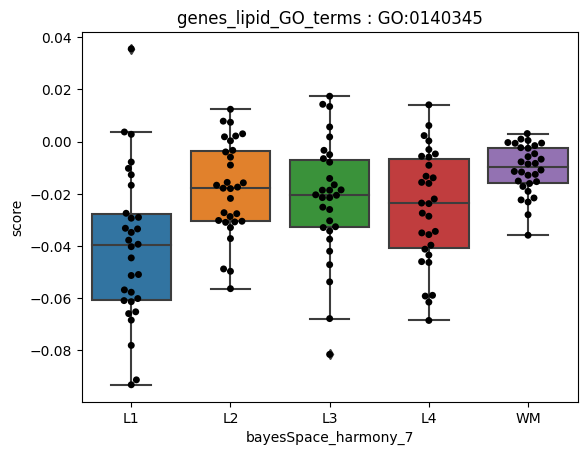 genes_lipid_GO_terms : GO:0140345
0.04
0.02
0.00
−0.02
−0.04
−0.06
−0.08
score
L1 L2 L3 L4 WM
bayesSpace_harmony_7